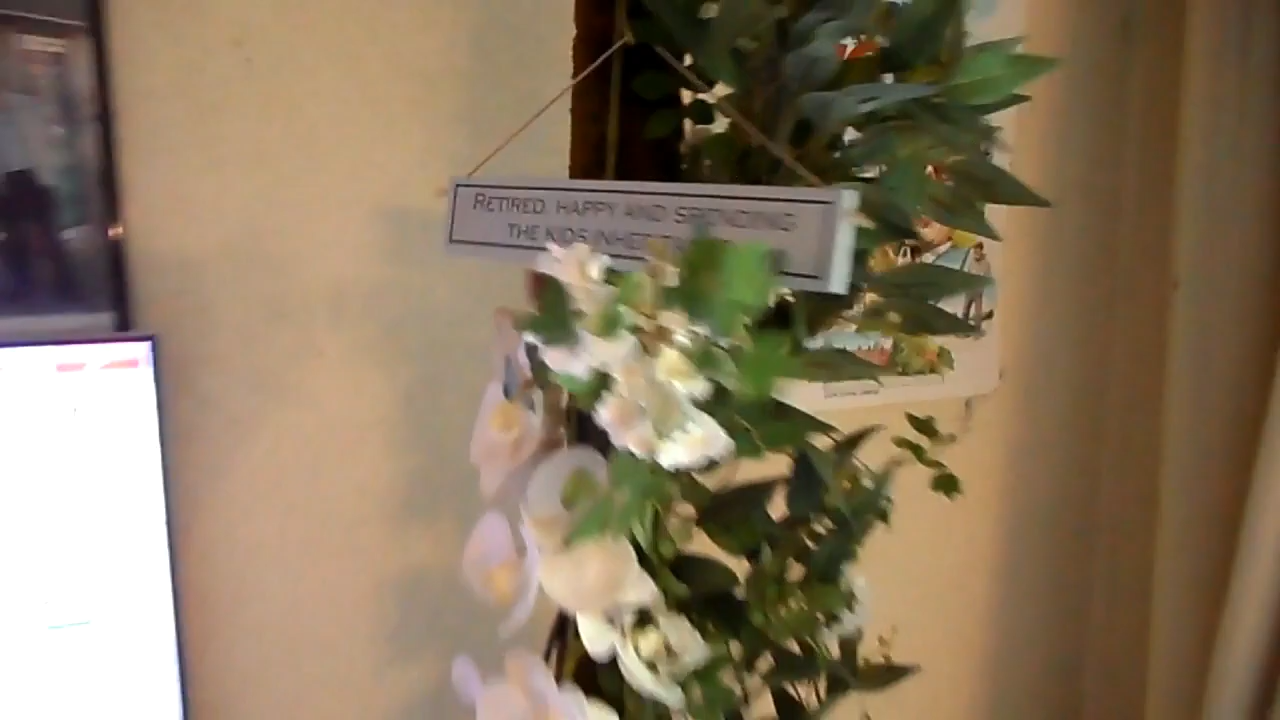 RETIRED, HAPPY AND SPENDING
THE KIDS